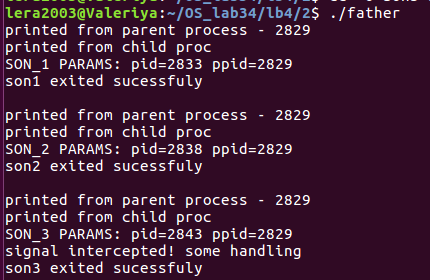 lera2003@Valeriya:~/OS_lab34/lb4/2$ ./father
printed from parent process - 2829
printed from child proc
SON_1 PARAMS: pid=2833 ppid=2829
son1 exited sucessfuly
printed from parent process - 2829
printed from child proc
SON_2 PARAMS: pid=2838 ppid=2829
son2 exited sucessfuly
printed from parent process - 2829
printed from child proc
SON_3 PARAMS: pid=2843 ppid=2829
signal intercepted! some handling
son3 exited sucessfuly